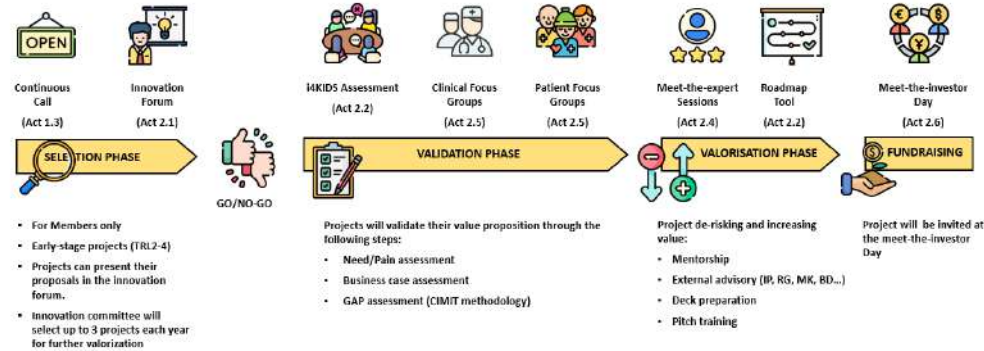 OPEN
Continuous
Call
(Act 1.3)
Innovation
Forum
(Act 2.1)
i4KIDS Assessment
(Act 2.2)
Clinical Focus
Groups
(Act 2.5)
Patient Focus
Groups
(Act 2.5)
Meet-the-expert
Sessions
(Act 2.4)
Roadmap
Tool
(Act 2.2)
Meet-the-investor
Day
(Act 2.6)
SELECTION PHASE
GO/NO-GO
VALIDATION PHASE
VALORISATION PHASE
FUNDRAISING
• For Members only
• Early-stage projects (TRL2-4)
• Projects can present their
proposals in the innovation
forum.
• Innovation committee will
select up to 3 projects each year
for further valorization
Projects will validate their value proposition through the
following steps:
• Need/Pain assessment
• Business case assessment
• GAP assessment (CIMIT methodology)
Project de-risking and increasing
value:
• Mentorship
• External advisory (IP, RG, MK, BD...)
• Deck preparation
• Pitch training
Project will be invited at
the meet-the-investor
Day